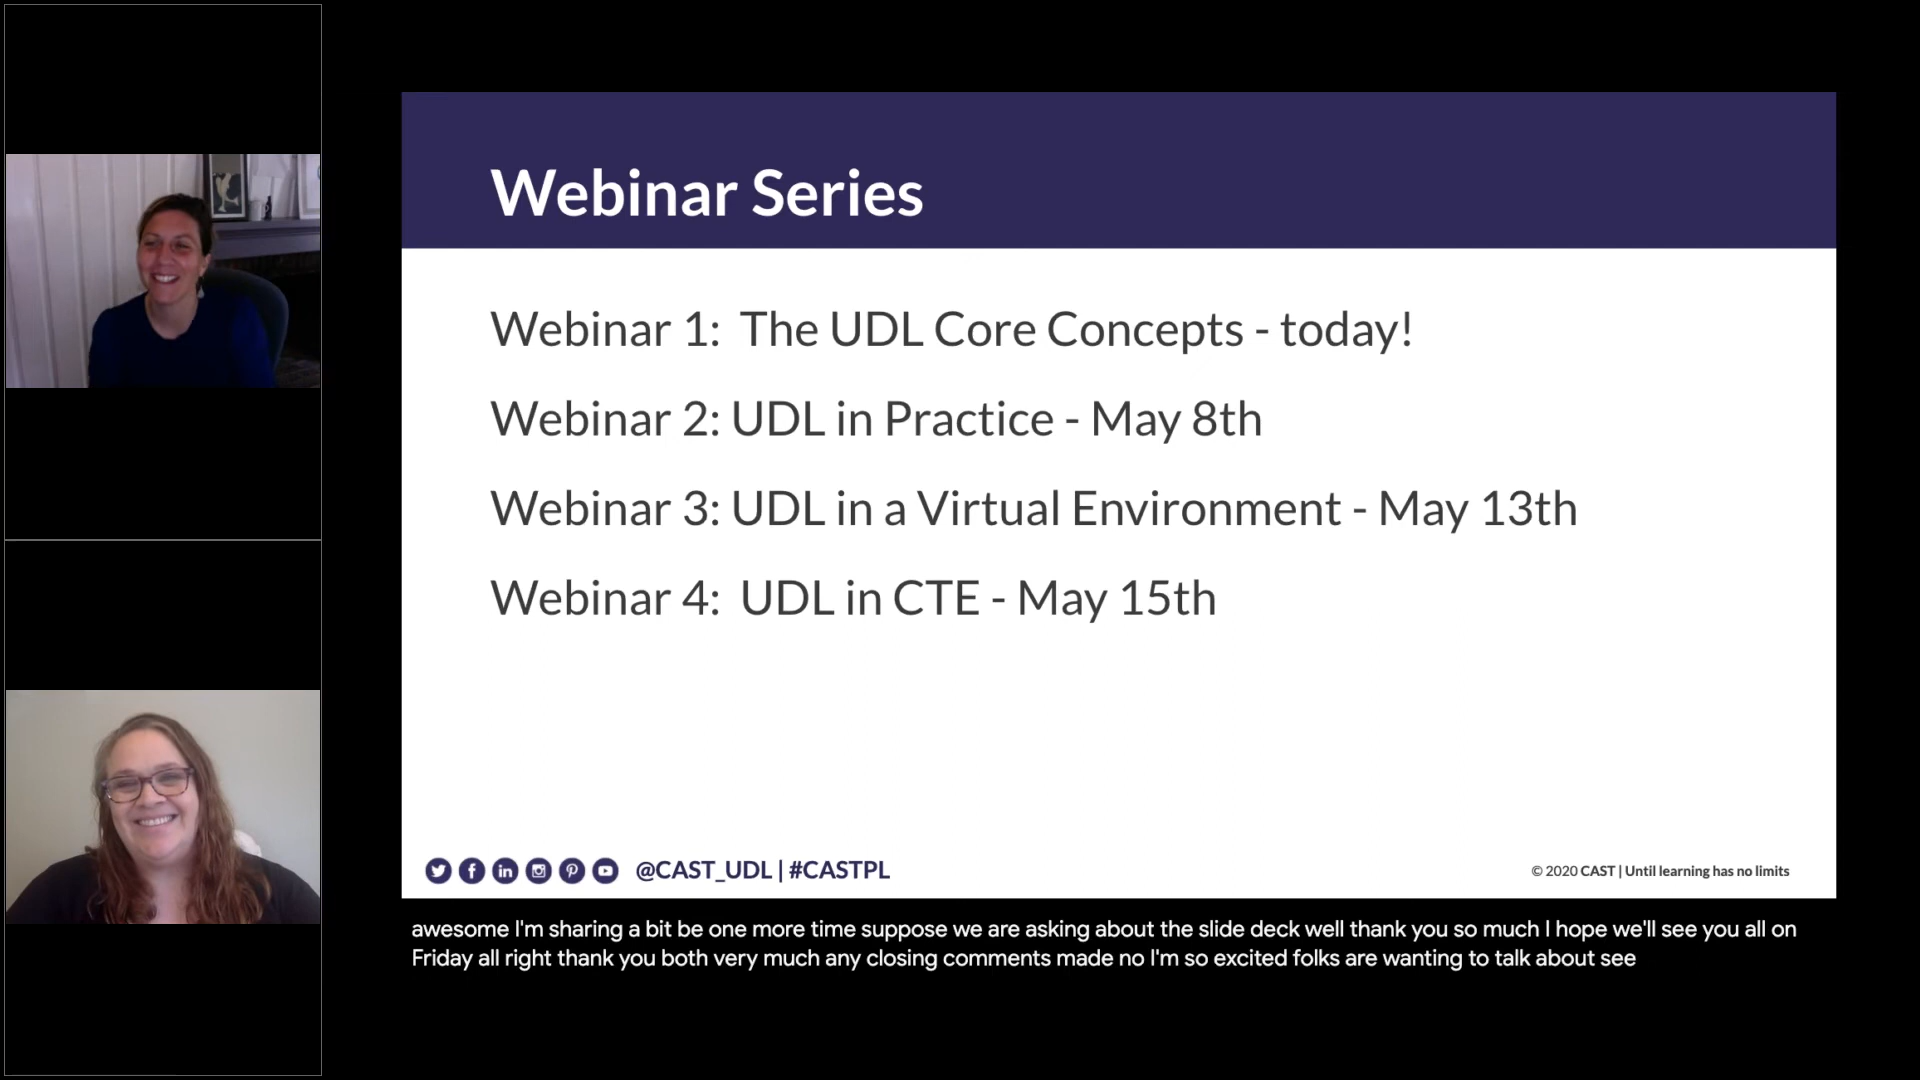 Webinar Series
Webinar 1:  The UDL Core Concepts - today!
Webinar 2: UDL in Practice - May 8th
Webinar 3: UDL in a Virtual Environment - May 13th
Webinar 4:  UDL in CTE - May 15th
@CAST_UDL | #CASTPL
© 2020 CAST | Until learning has no limits
awesome I'm sharing a bit be one more time suppose we are asking about the slide deck well thank you so much I hope we'll see you all on
Friday all right thank you both very much any closing comments made no I'm so excited folks are wanting to talk about see